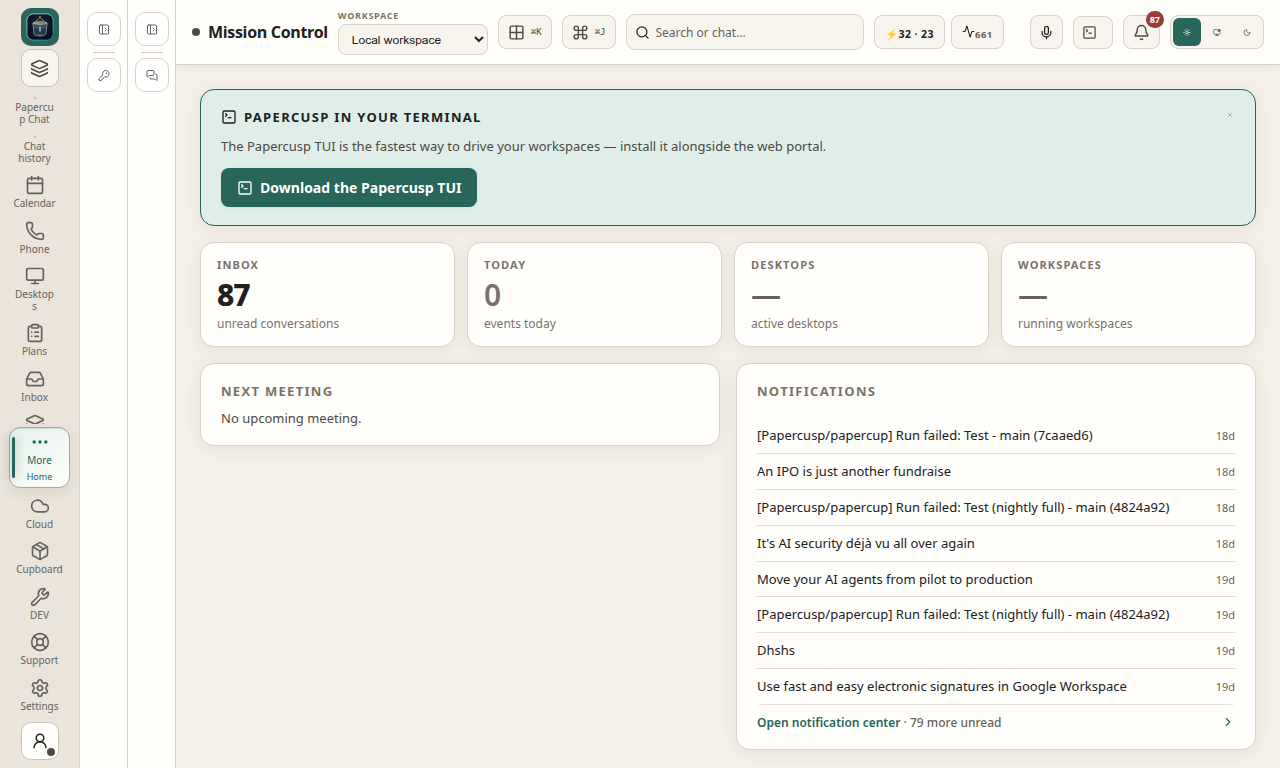 Mission Control
WORKSPACE
Local workspace
⌘K
⌘J
Search or chat...
⚡32 · 23
661
87
Papercu
p Chat
Chat
history
Calendar
Phone
Desktop
s
Plans
Inbox
More
Home
Cloud
Cupboard
DEV
Support
Settings
PAPERCUSP IN YOUR TERMINAL
×
The Papercusp TUI is the fastest way to drive your workspaces — install it alongside the web portal.
Download the Papercusp TUI
INBOX
87
unread conversations
TODAY
0
events today
DESKTOPS
—
active desktops
WORKSPACES
—
running workspaces
NEXT MEETING
No upcoming meeting.
NOTIFICATIONS
[Papercusp/papercup] Run failed: Test - main (7caaed6) 18d
An IPO is just another fundraise 18d
[Papercusp/papercup] Run failed: Test (nightly full) - main (4824a92) 18d
It's AI security déjà vu all over again 18d
Move your AI agents from pilot to production 19d
[Papercusp/papercup] Run failed: Test (nightly full) - main (4824a92) 19d
Dhshs 19d
Use fast and easy electronic signatures in Google Workspace 19d
Open notification center · 79 more unread